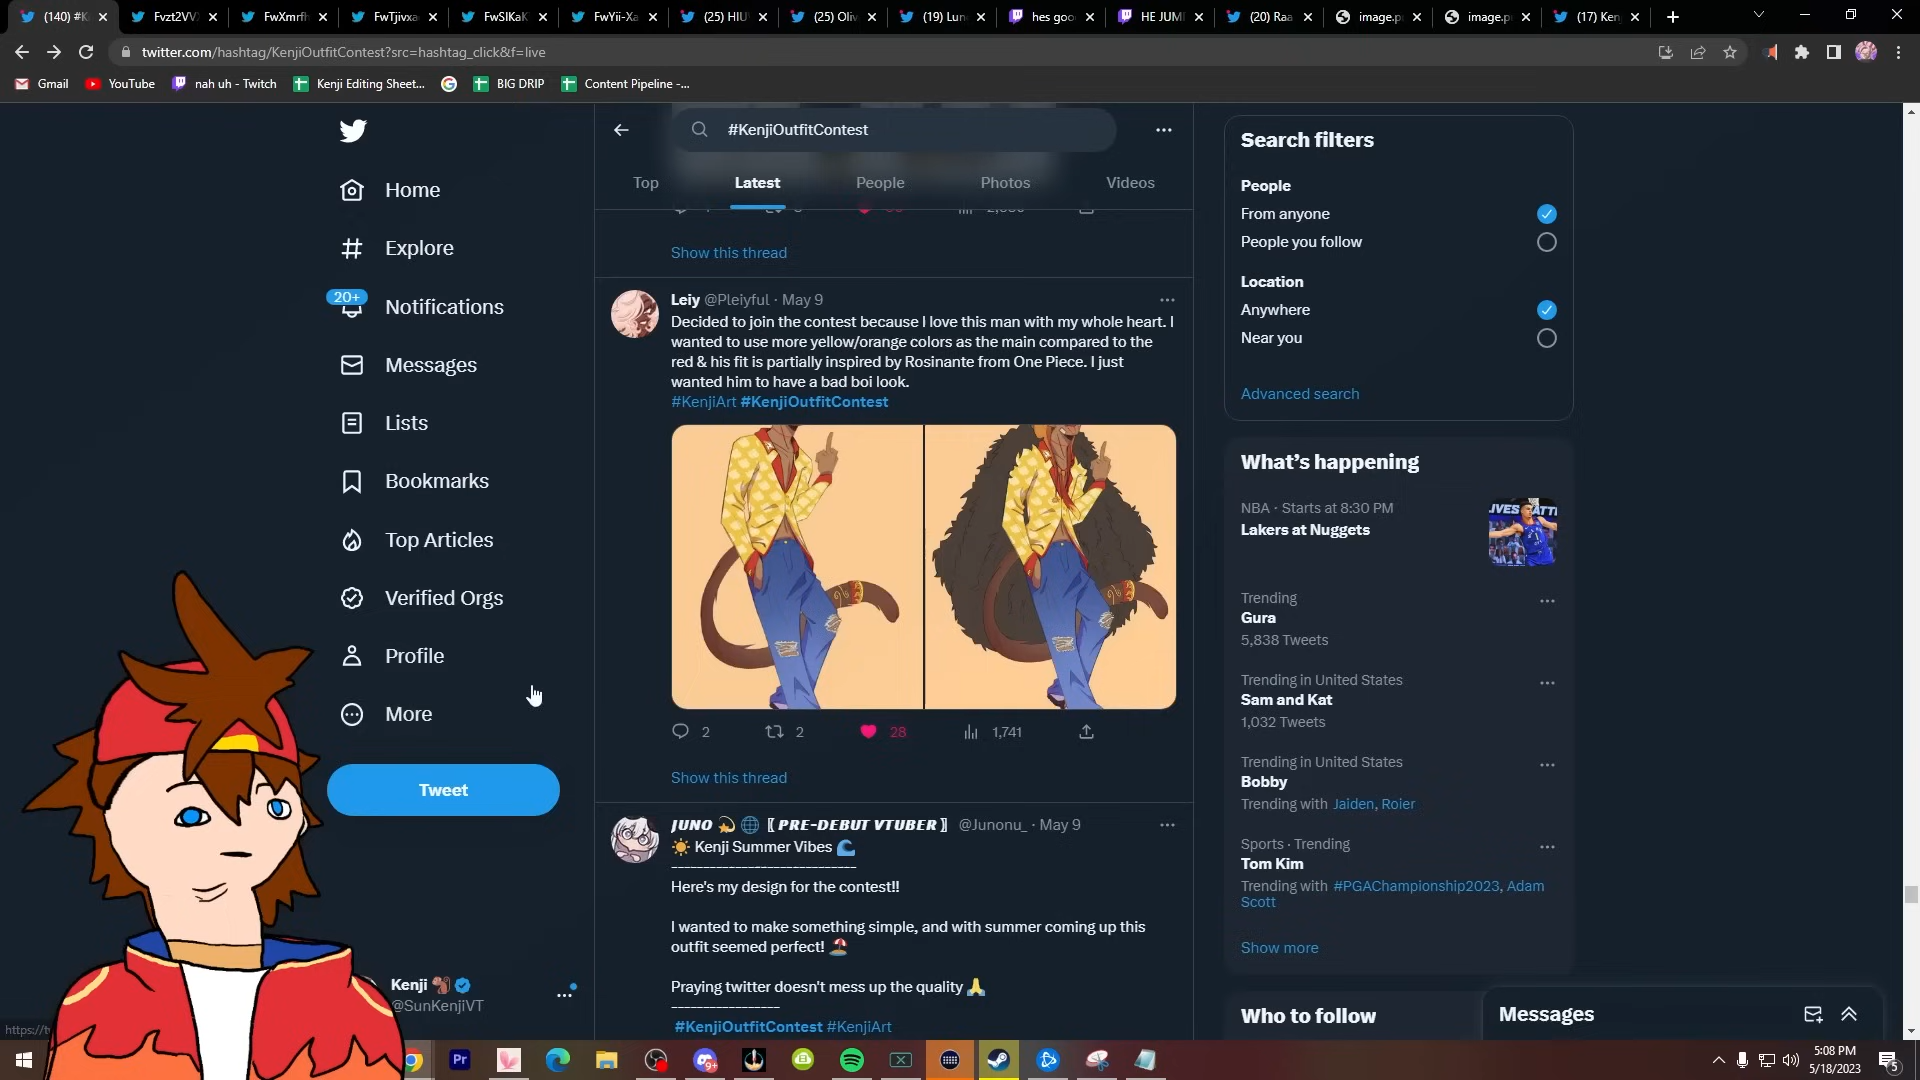 (140) #K
Fvzt2VV
FwXmrfh
FwTjivxa
FwSIKaK
FwYii-Xa
(25) HIU
(25) Oliv
(19) Lun
hes goo
HE JUMI
(20) Raa
image.p
image.p
(17) Ken
twitter.com/hashtag/KenjiOutfitContest?src=hashtag_click&f=live
Gmail
YouTube
nah uh - Twitch
Kenji Editing Sheet...
BIG DRIP
Content Pipeline -...
Home
Explore
20+
Notifications
Messages
Lists
Bookmarks
Top Articles
Verified Orgs
Profile
More
Tweet
Kenji
@SunKenjiVT
https://t
#KenjiOutfitContest
Top Latest People Photos Videos
Show this thread
Leiy @Pleiyful · May 9
Decided to join the contest because I love this man with my whole heart. I
wanted to use more yellow/orange colors as the main compared to the
red & his fit is partially inspired by Rosinante from One Piece. I just
wanted him to have a bad boi look.
#KenjiArt #KenjiOutfitContest
2 2 28 1,741
Show this thread
JUNO 💫 🌐 〖 PRE-DEBUT VTUBER 〗 @Junonu_ · May 9
☀️ Kenji Summer Vibes 🌊
-----------------------------
Here's my design for the contest!!
I wanted to make something simple, and with summer coming up this
outfit seemed perfect! ⛱️
Praying twitter doesn't mess up the quality 🙏
-----------------
#KenjiOutfitContest #KenjiArt
Search filters
People
From anyone
People you follow
Location
Anywhere
Near you
Advanced search
What's happening
NBA · Starts at 8:30 PM
Lakers at Nuggets
Trending
Gura
5,838 Tweets
Trending in United States
Sam and Kat
1,032 Tweets
Trending in United States
Bobby
Trending with Jaiden, Roier
Sports · Trending
Tom Kim
Trending with #PGAChampionship2023, Adam
Scott
Show more
Who to follow
Messages
Pr
9+
5:08 PM
5/18/2023
5